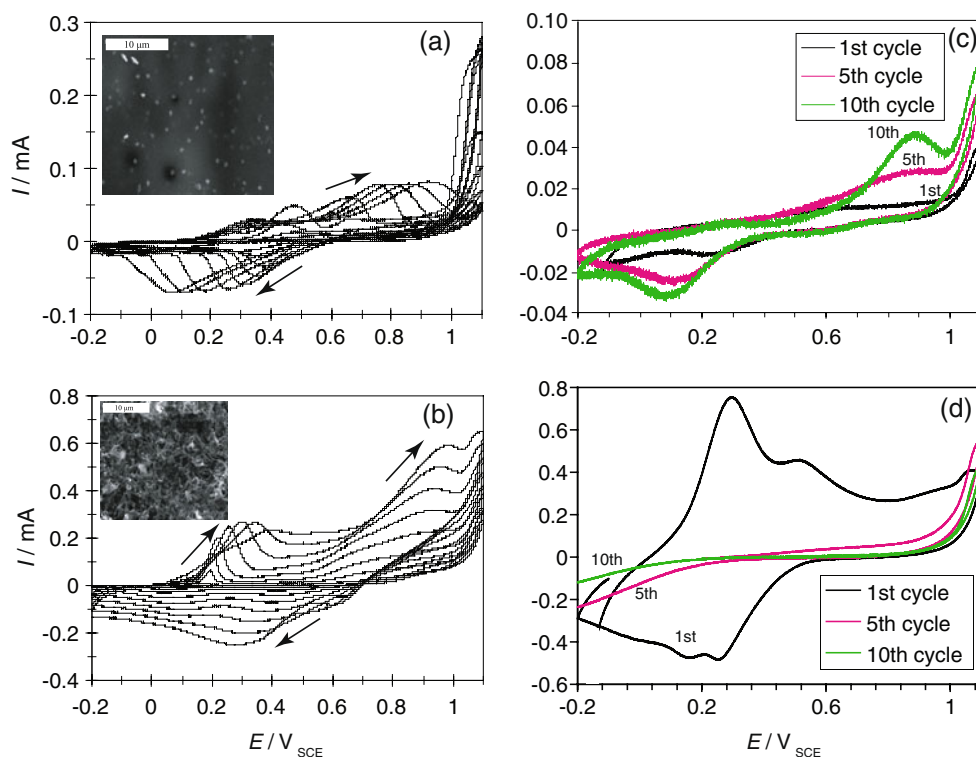 (a)
10 µm
I / mA
0.3
0.2
0.1
0
-0.1
-0.2 0 0.2 0.4 0.6 0.8 1
(b)
10 µm
I / mA
0.8
0.6
0.4
0.2
0
-0.2
-0.4
-0.2 0 0.2 0.4 0.6 0.8 1
E / V SCE
(c)
1st cycle
5th cycle
10th cycle
10th
5th
1st
0.10
0.08
0.06
0.04
0.02
0
-0.02
-0.04
-0.2 0.2 0.6 1
(d)
10th
5th
1st
1st cycle
5th cycle
10th cycle
0.8
0.6
0.4
0.2
0
-0.2
-0.4
-0.6
-0.2 0.2 0.6 1
E / V SCE